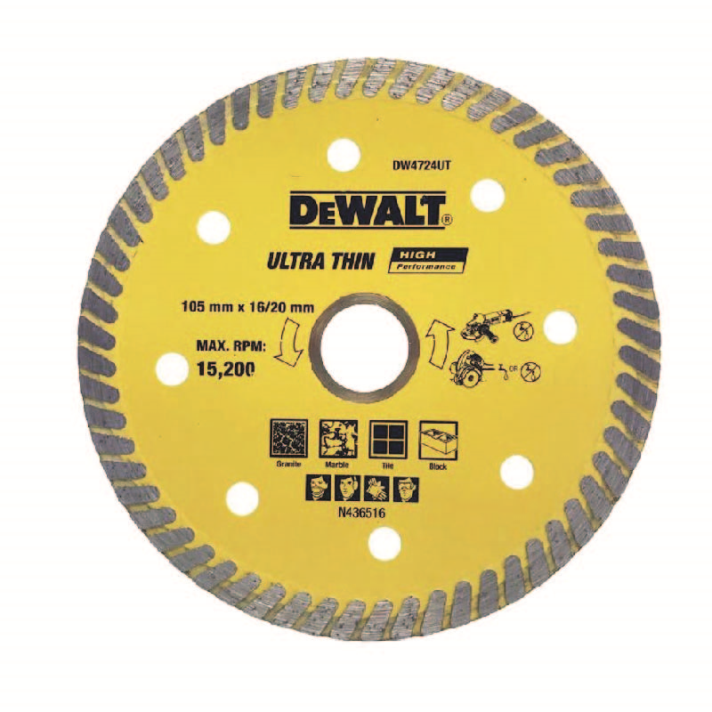 DW4724UT
DEWALT®
ULTRA THIN
HIGH
Performance
105 mm x 16/20 mm
MAX. RPM:
15,200
OR
Granite Marble Tile Block
N436516